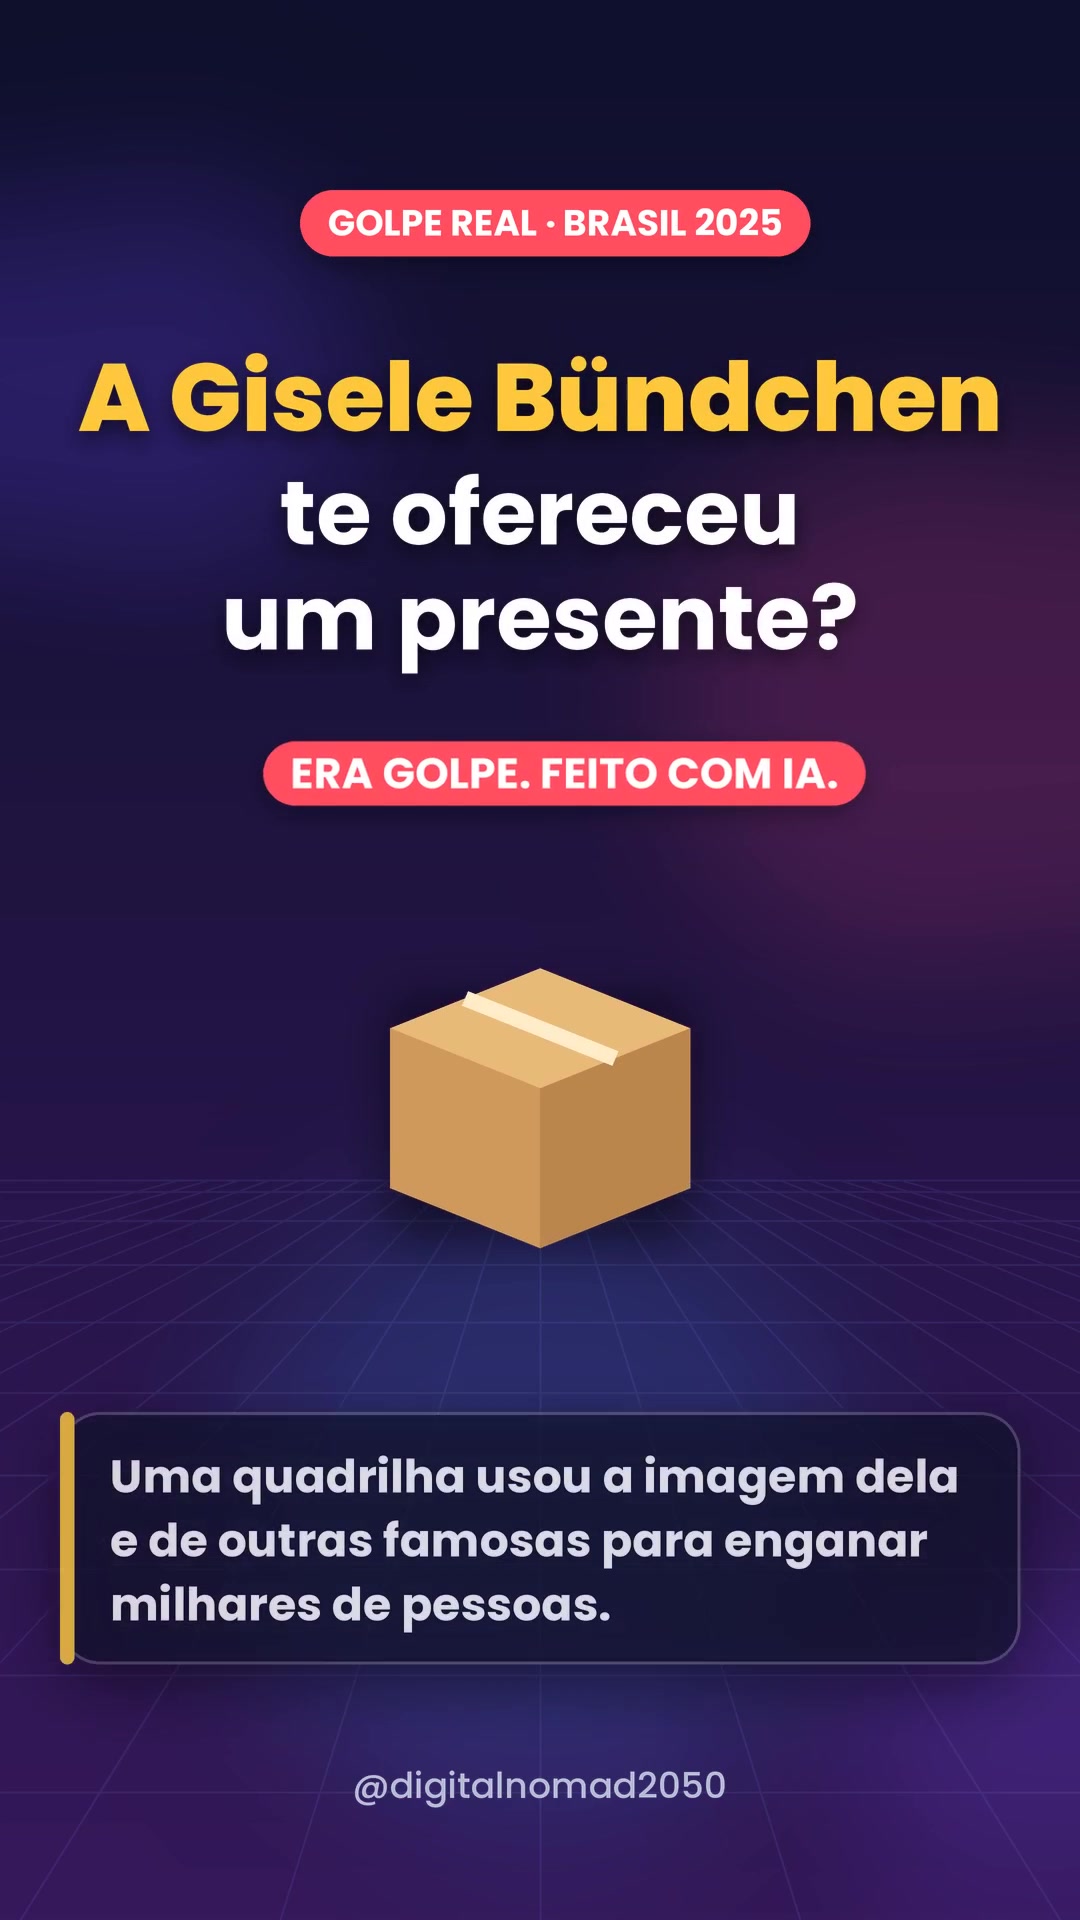 GOLPE REAL · BRASIL 2025
A Gisele Bündchen
te ofereceu
um presente?
ERA GOLPE. FEITO COM IA.
Uma quadrilha usou a imagem dela
e de outras famosas para enganar
milhares de pessoas.
@digitalnomad2050